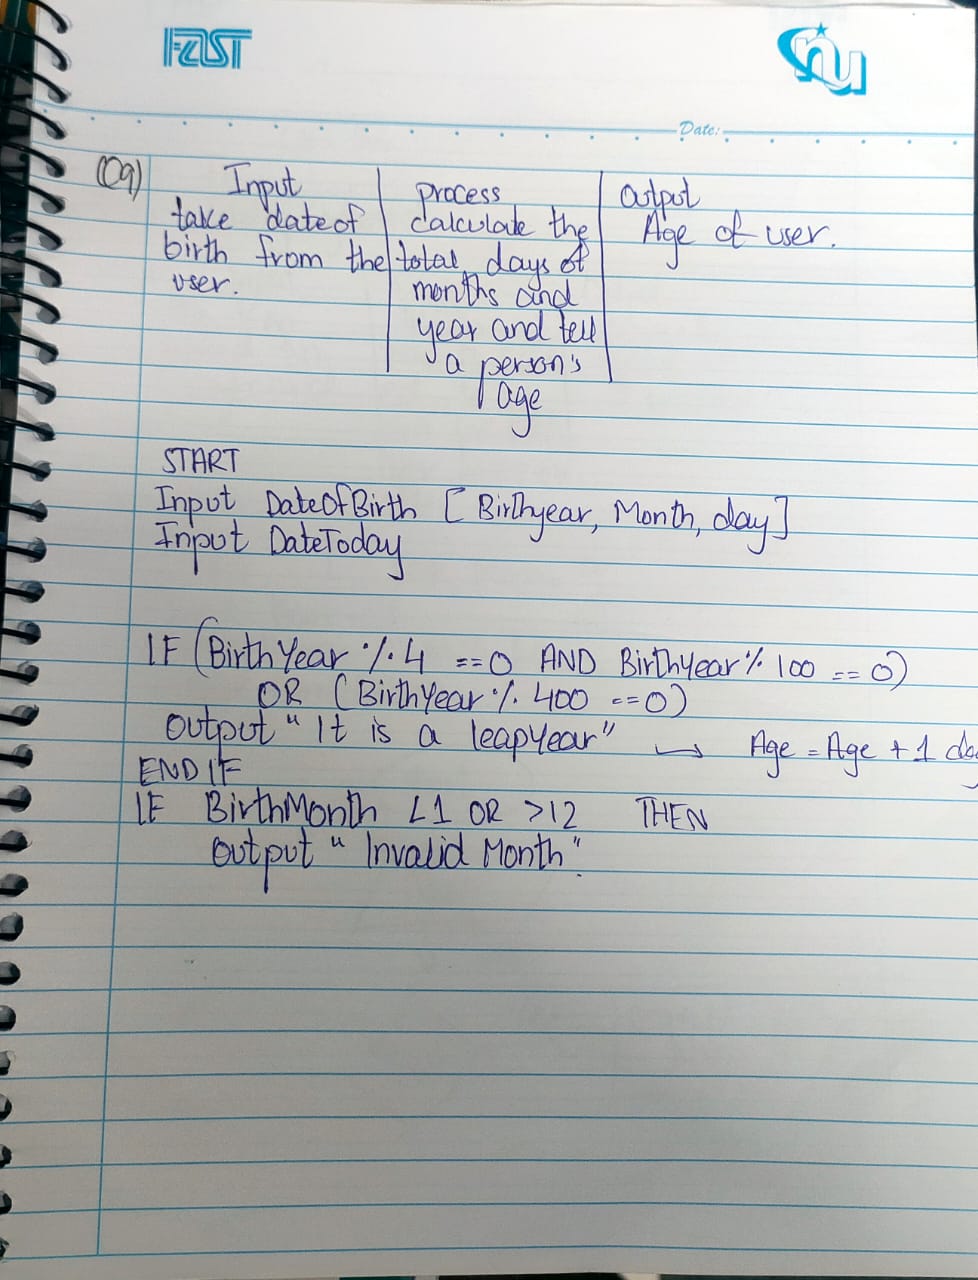 FAST
nu
Date:
(Q9)
Input
take date of
birth from the
user.
process
calculate the
total days of
months and
year and tell
a person's
age
Output
Age of user.
START
Input DateOfBirth [Birthyear, Month, day]
Input DateToday
IF (BirthYear % 4 == 0 AND BirthYear % 100 == 0)
OR (BirthYear % 400 == 0)
output "It is a leapyear" → Age = Age + 1
END IF
IF BirthMonth <1 OR >12 THEN
output "Invalid Month".